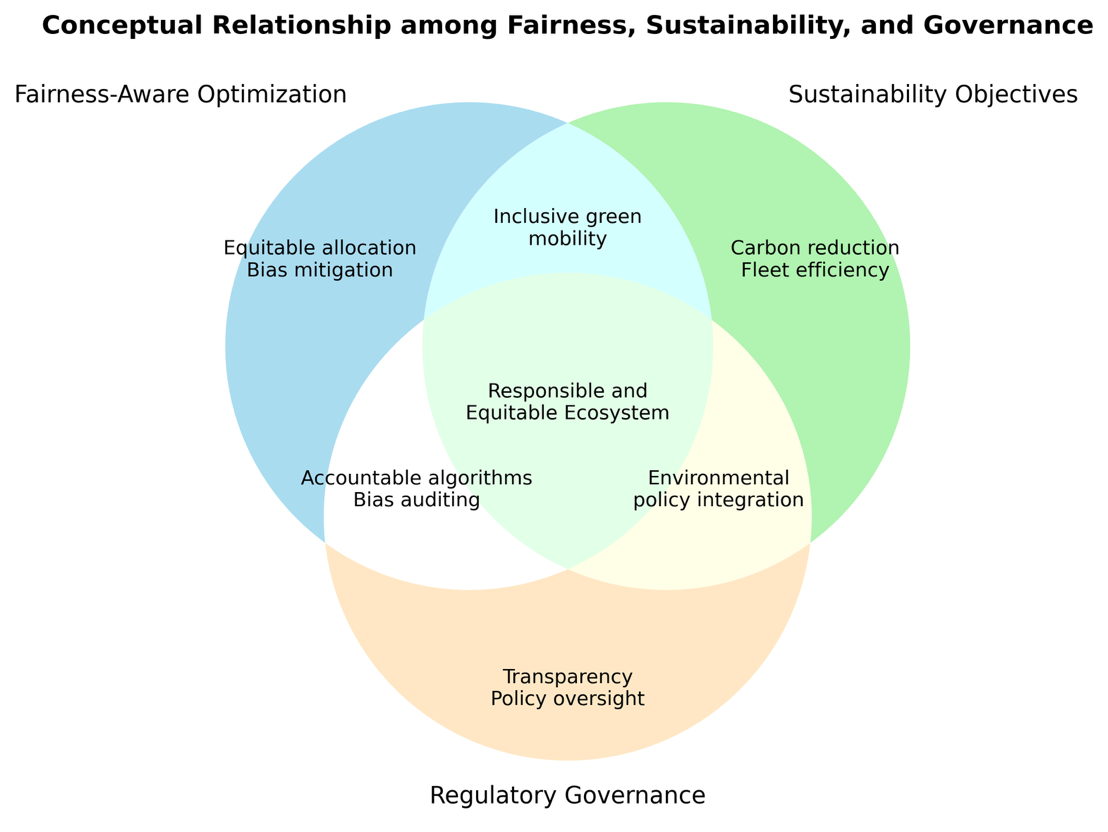 Conceptual Relationship among Fairness, Sustainability, and Governance
Fairness-Aware Optimization
Sustainability Objectives
Inclusive green
mobility
Equitable allocation
Bias mitigation
Carbon reduction
Fleet efficiency
Responsible and
Equitable Ecosystem
Accountable algorithms
Bias auditing
Environmental
policy integration
Transparency
Policy oversight
Regulatory Governance